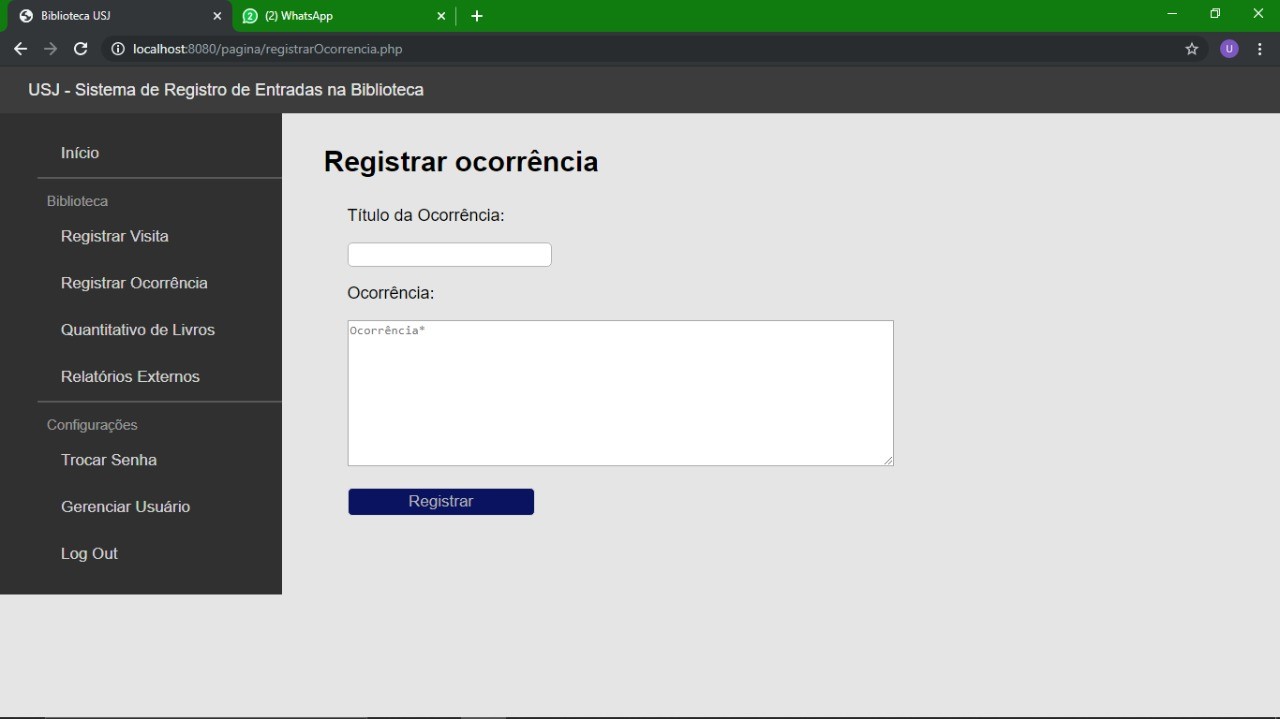 Biblioteca USJ
(2) WhatsApp
localhost:8080/pagina/registrarOcorrencia.php
U
USJ - Sistema de Registro de Entradas na Biblioteca
Início
Biblioteca
Registrar Visita
Registrar Ocorrência
Quantitativo de Livros
Relatórios Externos
Configurações
Trocar Senha
Gerenciar Usuário
Log Out
Registrar ocorrência
Título da Ocorrência:
Ocorrência:
Ocorrência*
Registrar